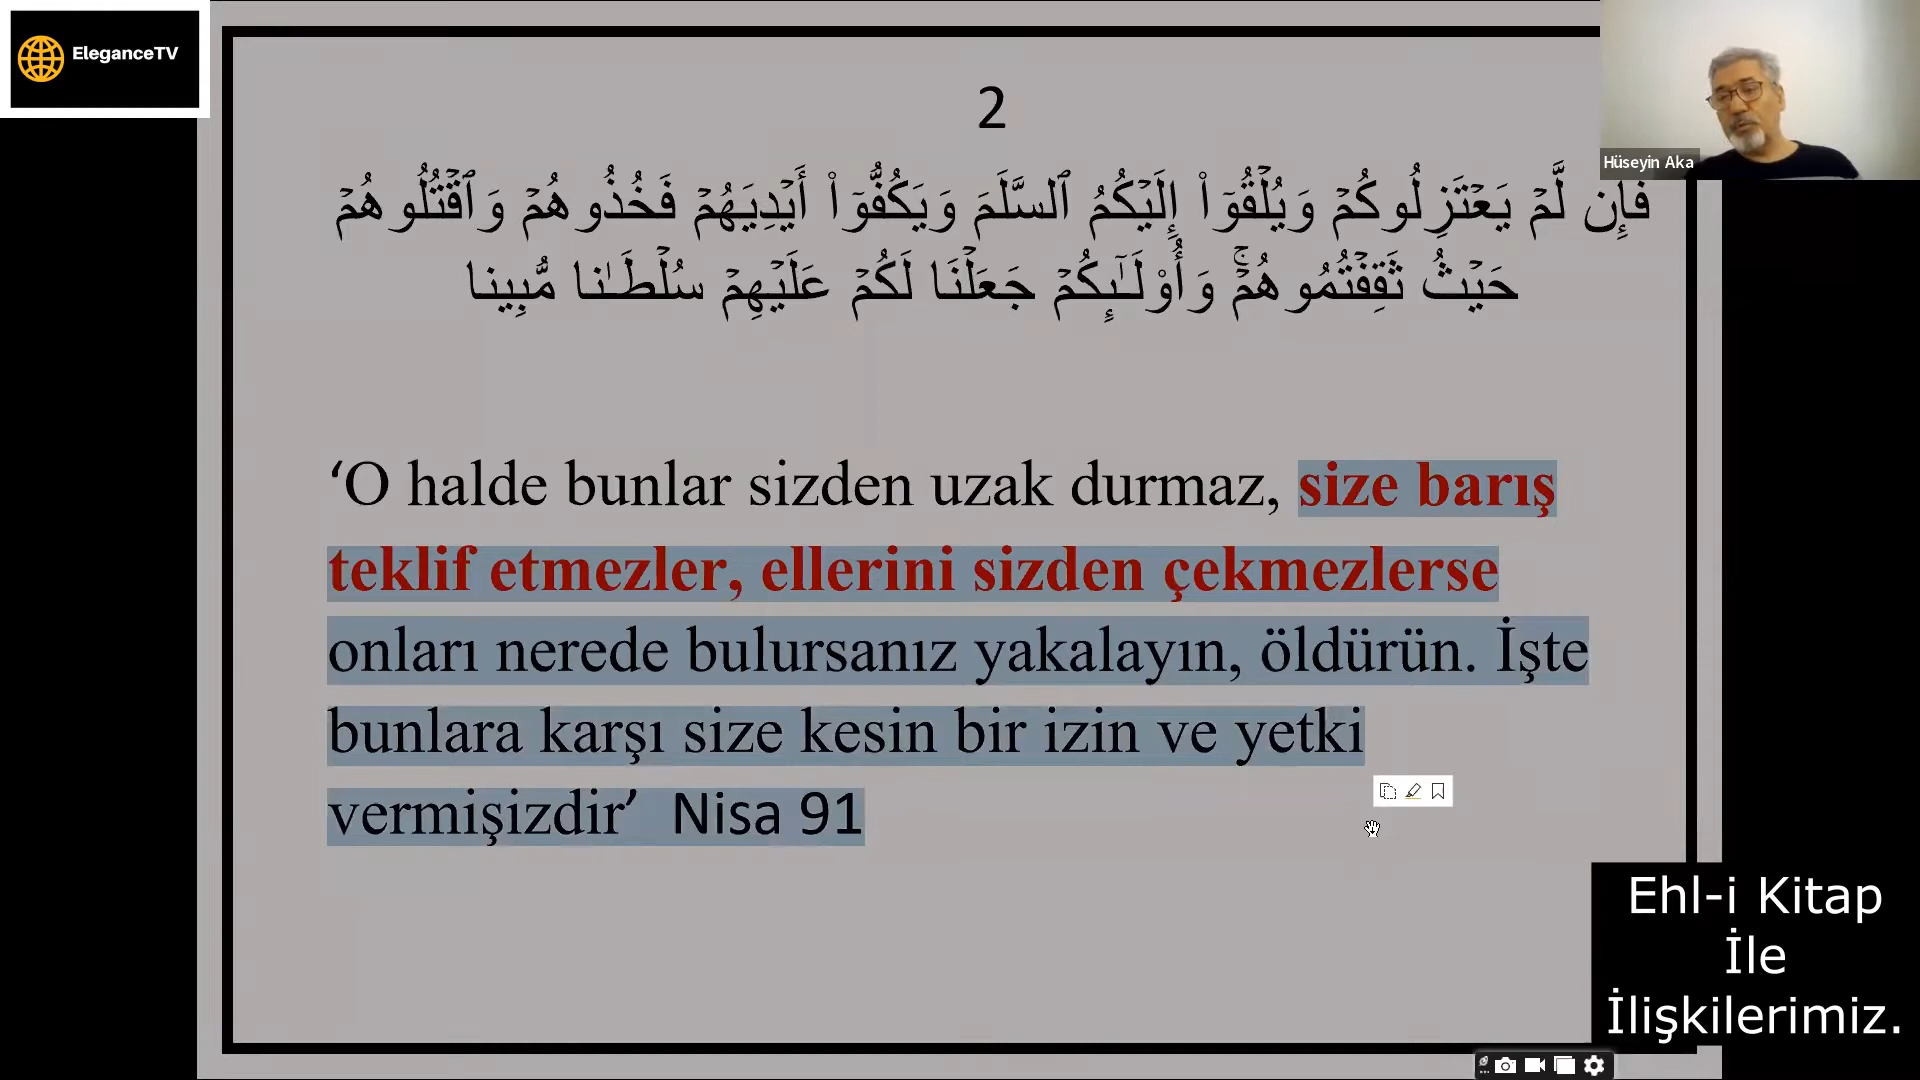 EleganceTV
2
Hüseyin Aka
فَإِن لَّمۡ يَعۡتَزِلُوكُمۡ وَيُلۡقُوٓاْ إِلَيۡكُمُ ٱلسَّلَمَ وَيَكُفُّوٓاْ أَيۡدِيَهُمۡ فَخُذُوهُمۡ وَٱقۡتُلُوهُمۡ
حَيۡثُ ثَقِفۡتُمُوهُمۡۚ وَأُوْلَـٰٓئِكُمۡ جَعَلۡنَا لَكُمۡ عَلَيۡهِمۡ سُلۡطَـٰنا مُّبِينا
‘O halde bunlar sizden uzak durmaz, size barış
teklif etmezler, ellerini sizden çekmezlerse
onları nerede bulursanız yakalayın, öldürün. İşte
bunlara karşı size kesin bir izin ve yetki
vermişizdir’ Nisa 91
Ehl-i Kitap
İle
İlişkilerimiz.